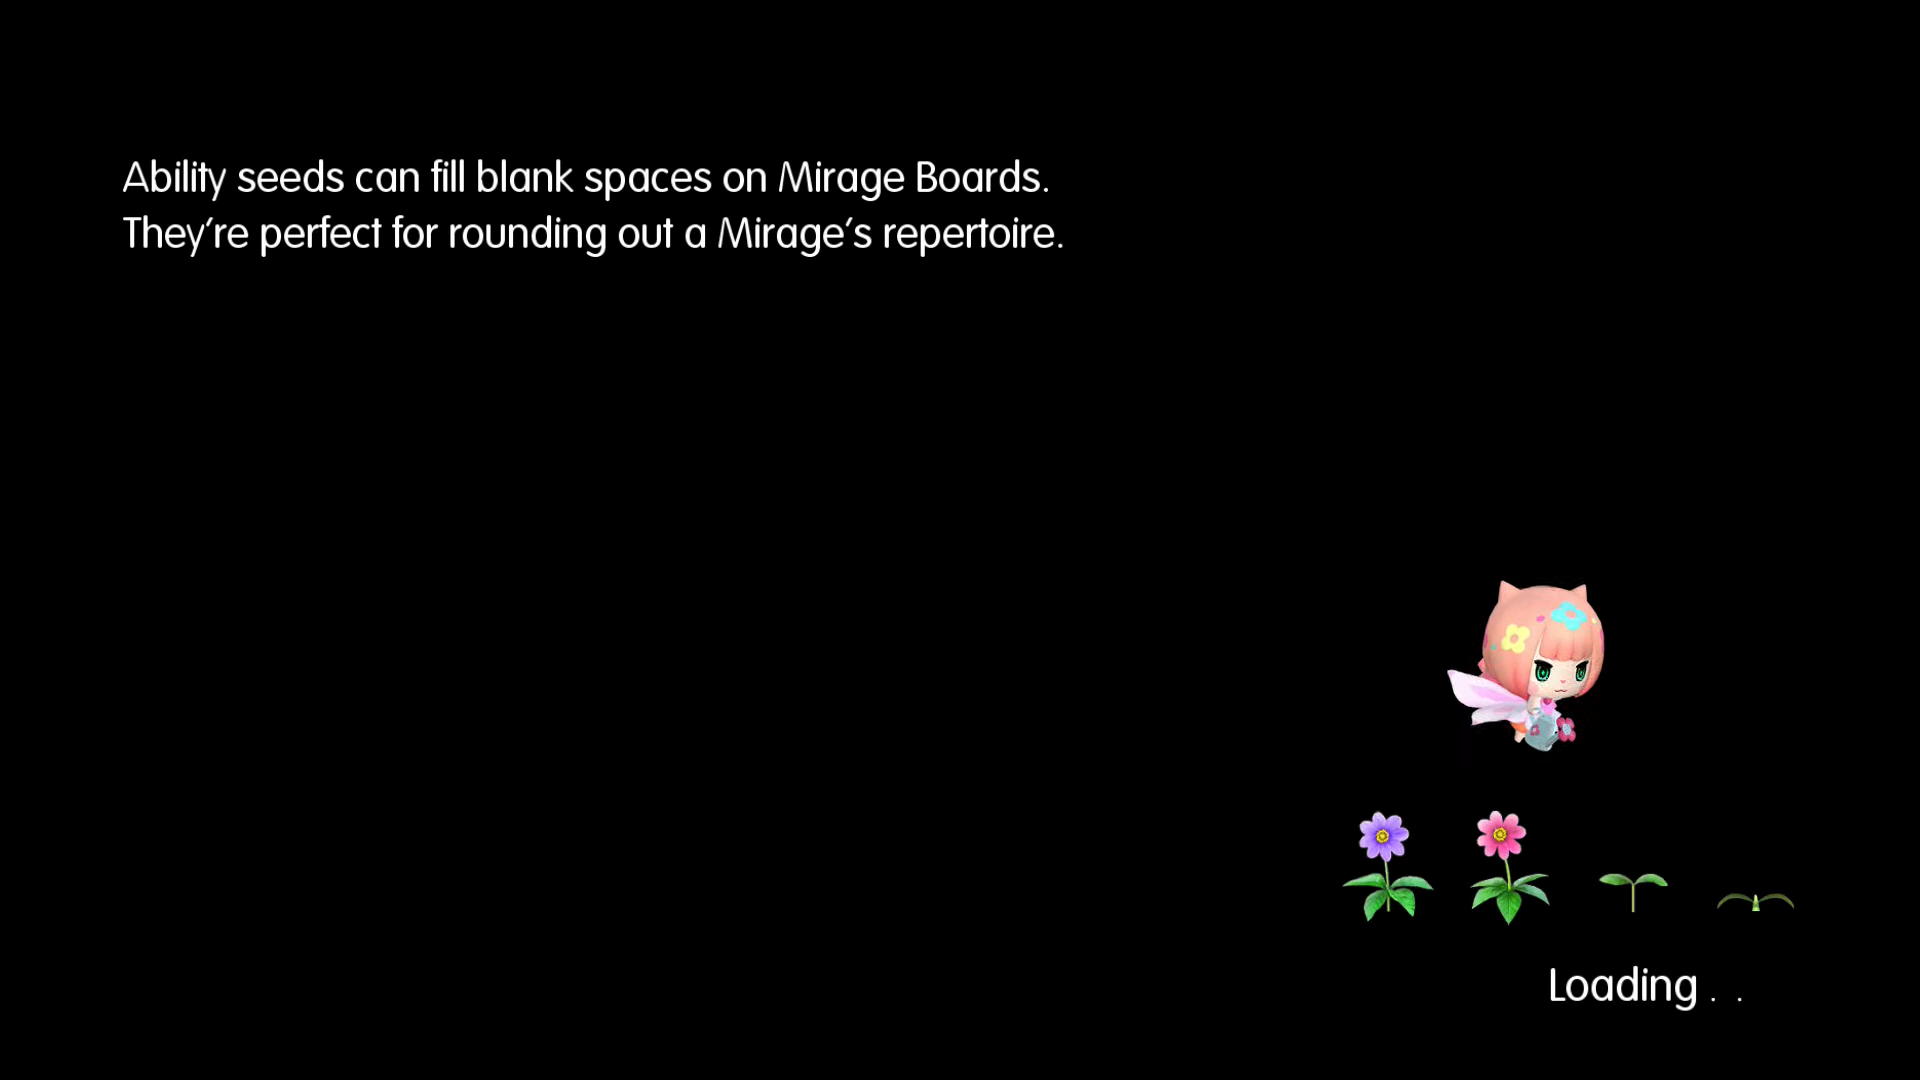 Ability seeds can fill blank spaces on Mirage Boards.
They're perfect for rounding out a Mirage's repertoire.
Loading . .